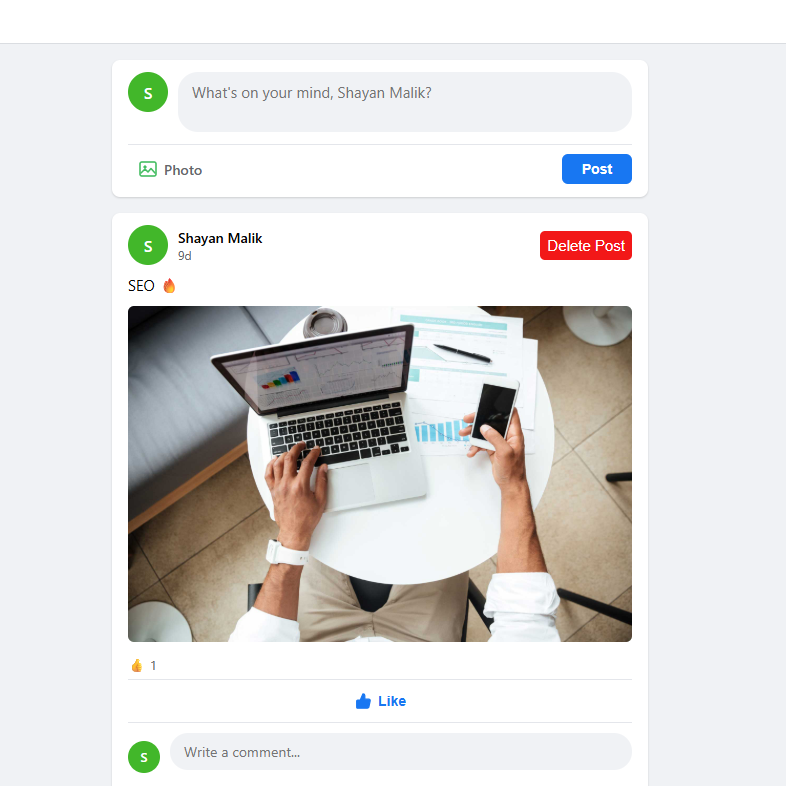 S
What's on your mind, Shayan Malik?
Photo
Post
S
Shayan Malik
Delete Post
9d
SEO 🔥
👍 1
Like
S
Write a comment...